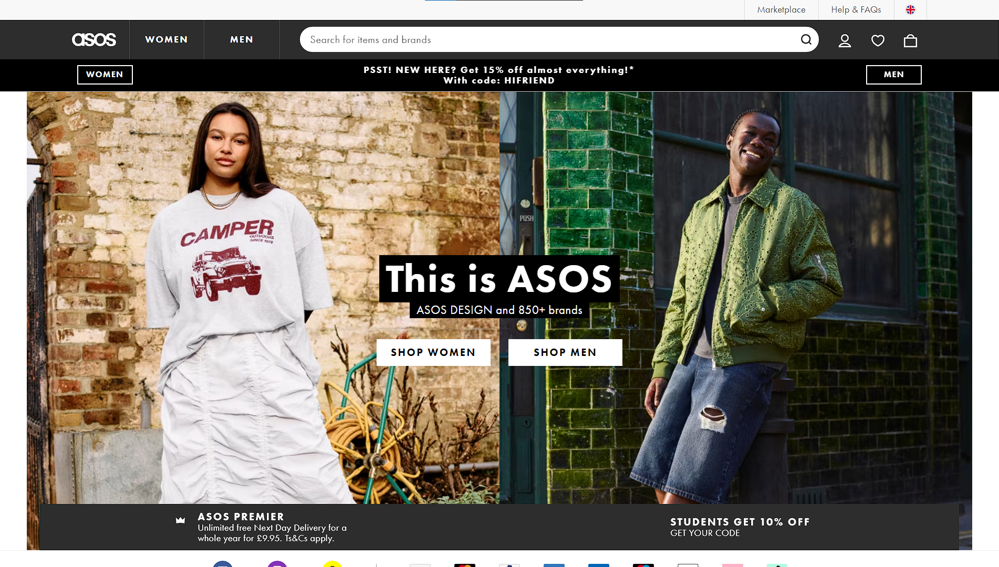 Marketplace
Help & FAQs
asos
WOMEN
MEN
Search for items and brands
WOMEN
PSST! NEW HERE? Get 15% off almost everything!*
With code: HIFRIEND
MEN
CAMPER
OUTDOORS
SINCE 1978
PUSH
This is ASOS
ASOS DESIGN and 850+ brands
SHOP WOMEN
SHOP MEN
ASOS PREMIER
Unlimited free Next Day Delivery for a
whole year for £9.95. Ts&Cs apply.
STUDENTS GET 10% OFF
GET YOUR CODE